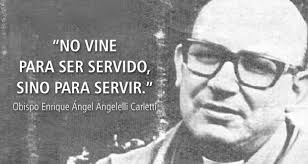 “NO VINE
PARA SER SERVIDO,
SINO PARA SERVIR.”
Obispo Enrique Ángel Angelelli Carletti